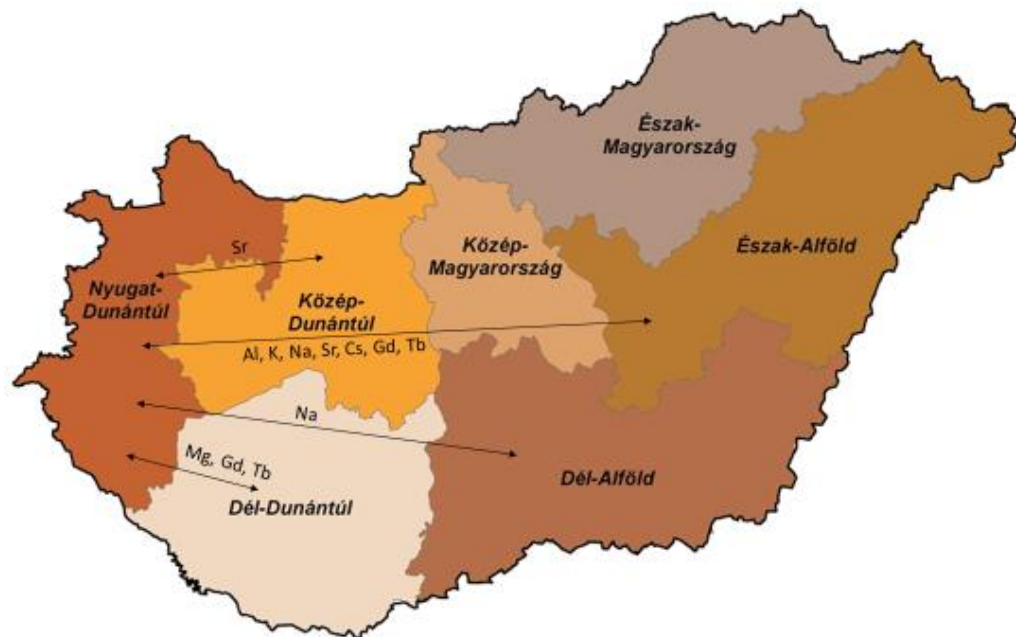 Észak-
Magyarország
Észak-Alföld
Közép-
Magyarország
Sr
Nyugat-
Dunántúl
Közép-
Dunántúl
Al, K, Na, Sr, Cs, Gd, Tb
Na
Mg, Gd, Tb
Dél-Alföld
Dél-Dunántúl